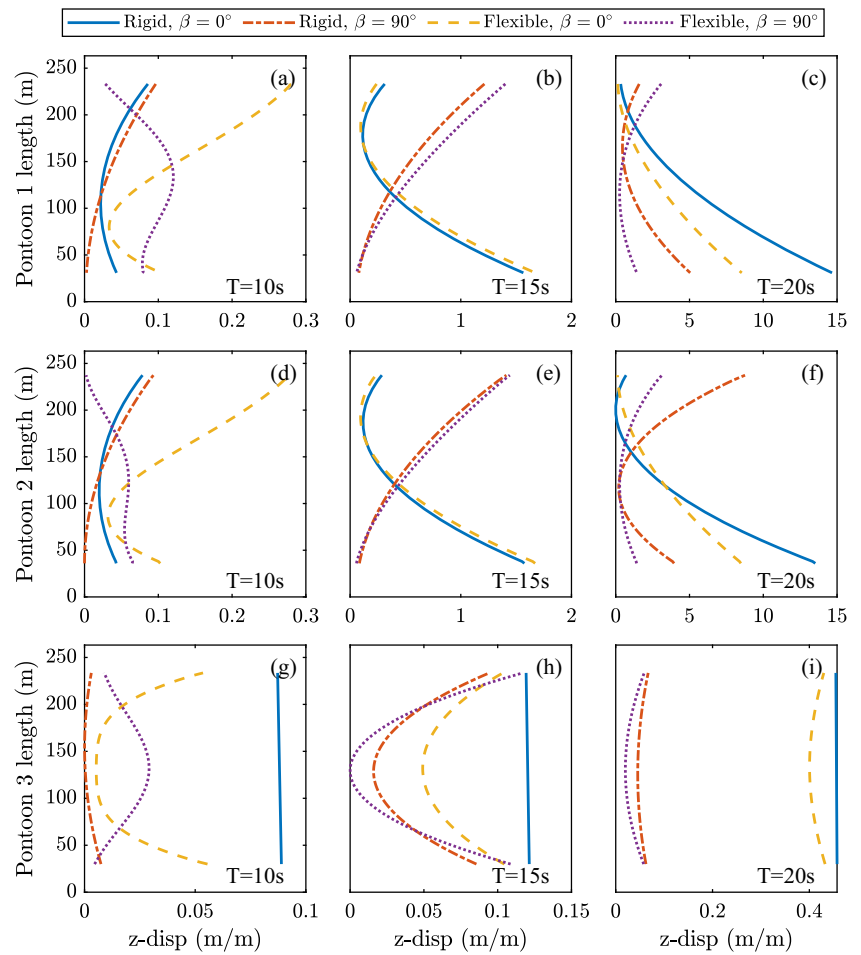 Rigid, β = 0° Rigid, β = 90° Flexible, β = 0° Flexible, β = 90°
Pontoon 1 length (m)
250
200
150
100
50
0
(a)
T=10s
0 0.1 0.2 0.3
(b)
T=15s
0 1 2
(c)
T=20s
0 5 10 15
Pontoon 2 length (m)
250
200
150
100
50
0
(d)
T=10s
0 0.1 0.2 0.3
(e)
T=15s
0 1 2
(f)
T=20s
0 5 10 15
Pontoon 3 length (m)
250
200
150
100
50
0
(g)
T=10s
0 0.05 0.1
z-disp (m/m)
(h)
T=15s
0 0.05 0.1 0.15
z-disp (m/m)
(i)
T=20s
0 0.2 0.4
z-disp (m/m)